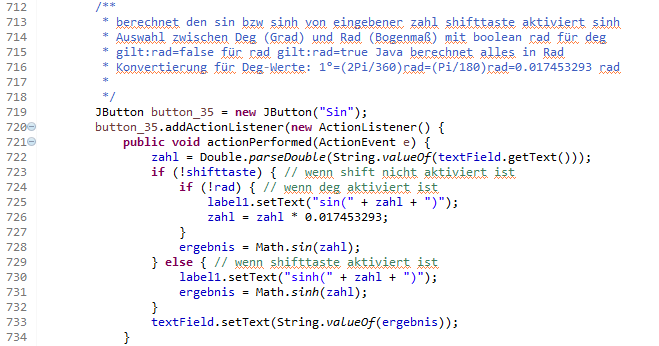 712 /**
713 * berechnet den sin bzw sinh von eingebener zahl shifttaste aktiviert sinh
714 * Auswahl zwischen Deg (Grad) und Rad (Bogenmaß) mit boolean rad für deg
715 * gilt:rad=false für rad gilt:rad=true Java berechnet alles in Rad
716 * Konvertierung für Deg-Werte: 1°=(2Pi/360)rad=(Pi/180)rad=0.017453293 rad
717 *
718 */
719 JButton button_35 = new JButton("Sin");
720 button_35.addActionListener(new ActionListener() {
721 public void actionPerformed(ActionEvent e) {
722 zahl = Double.parseDouble(String.valueOf(textField.getText()));
723 if (!shifttaste) { // wenn shift nicht aktiviert ist
724 if (!rad) { // wenn deg aktiviert ist
725 label1.setText("sin(" + zahl + ")");
726 zahl = zahl * 0.017453293;
727 }
728 ergebnis = Math.sin(zahl);
729 } else { // wenn shifttaste aktiviert ist
730 label1.setText("sinh(" + zahl + ")");
731 ergebnis = Math.sinh(zahl);
732 }
733 textField.setText(String.valueOf(ergebnis));
734 }